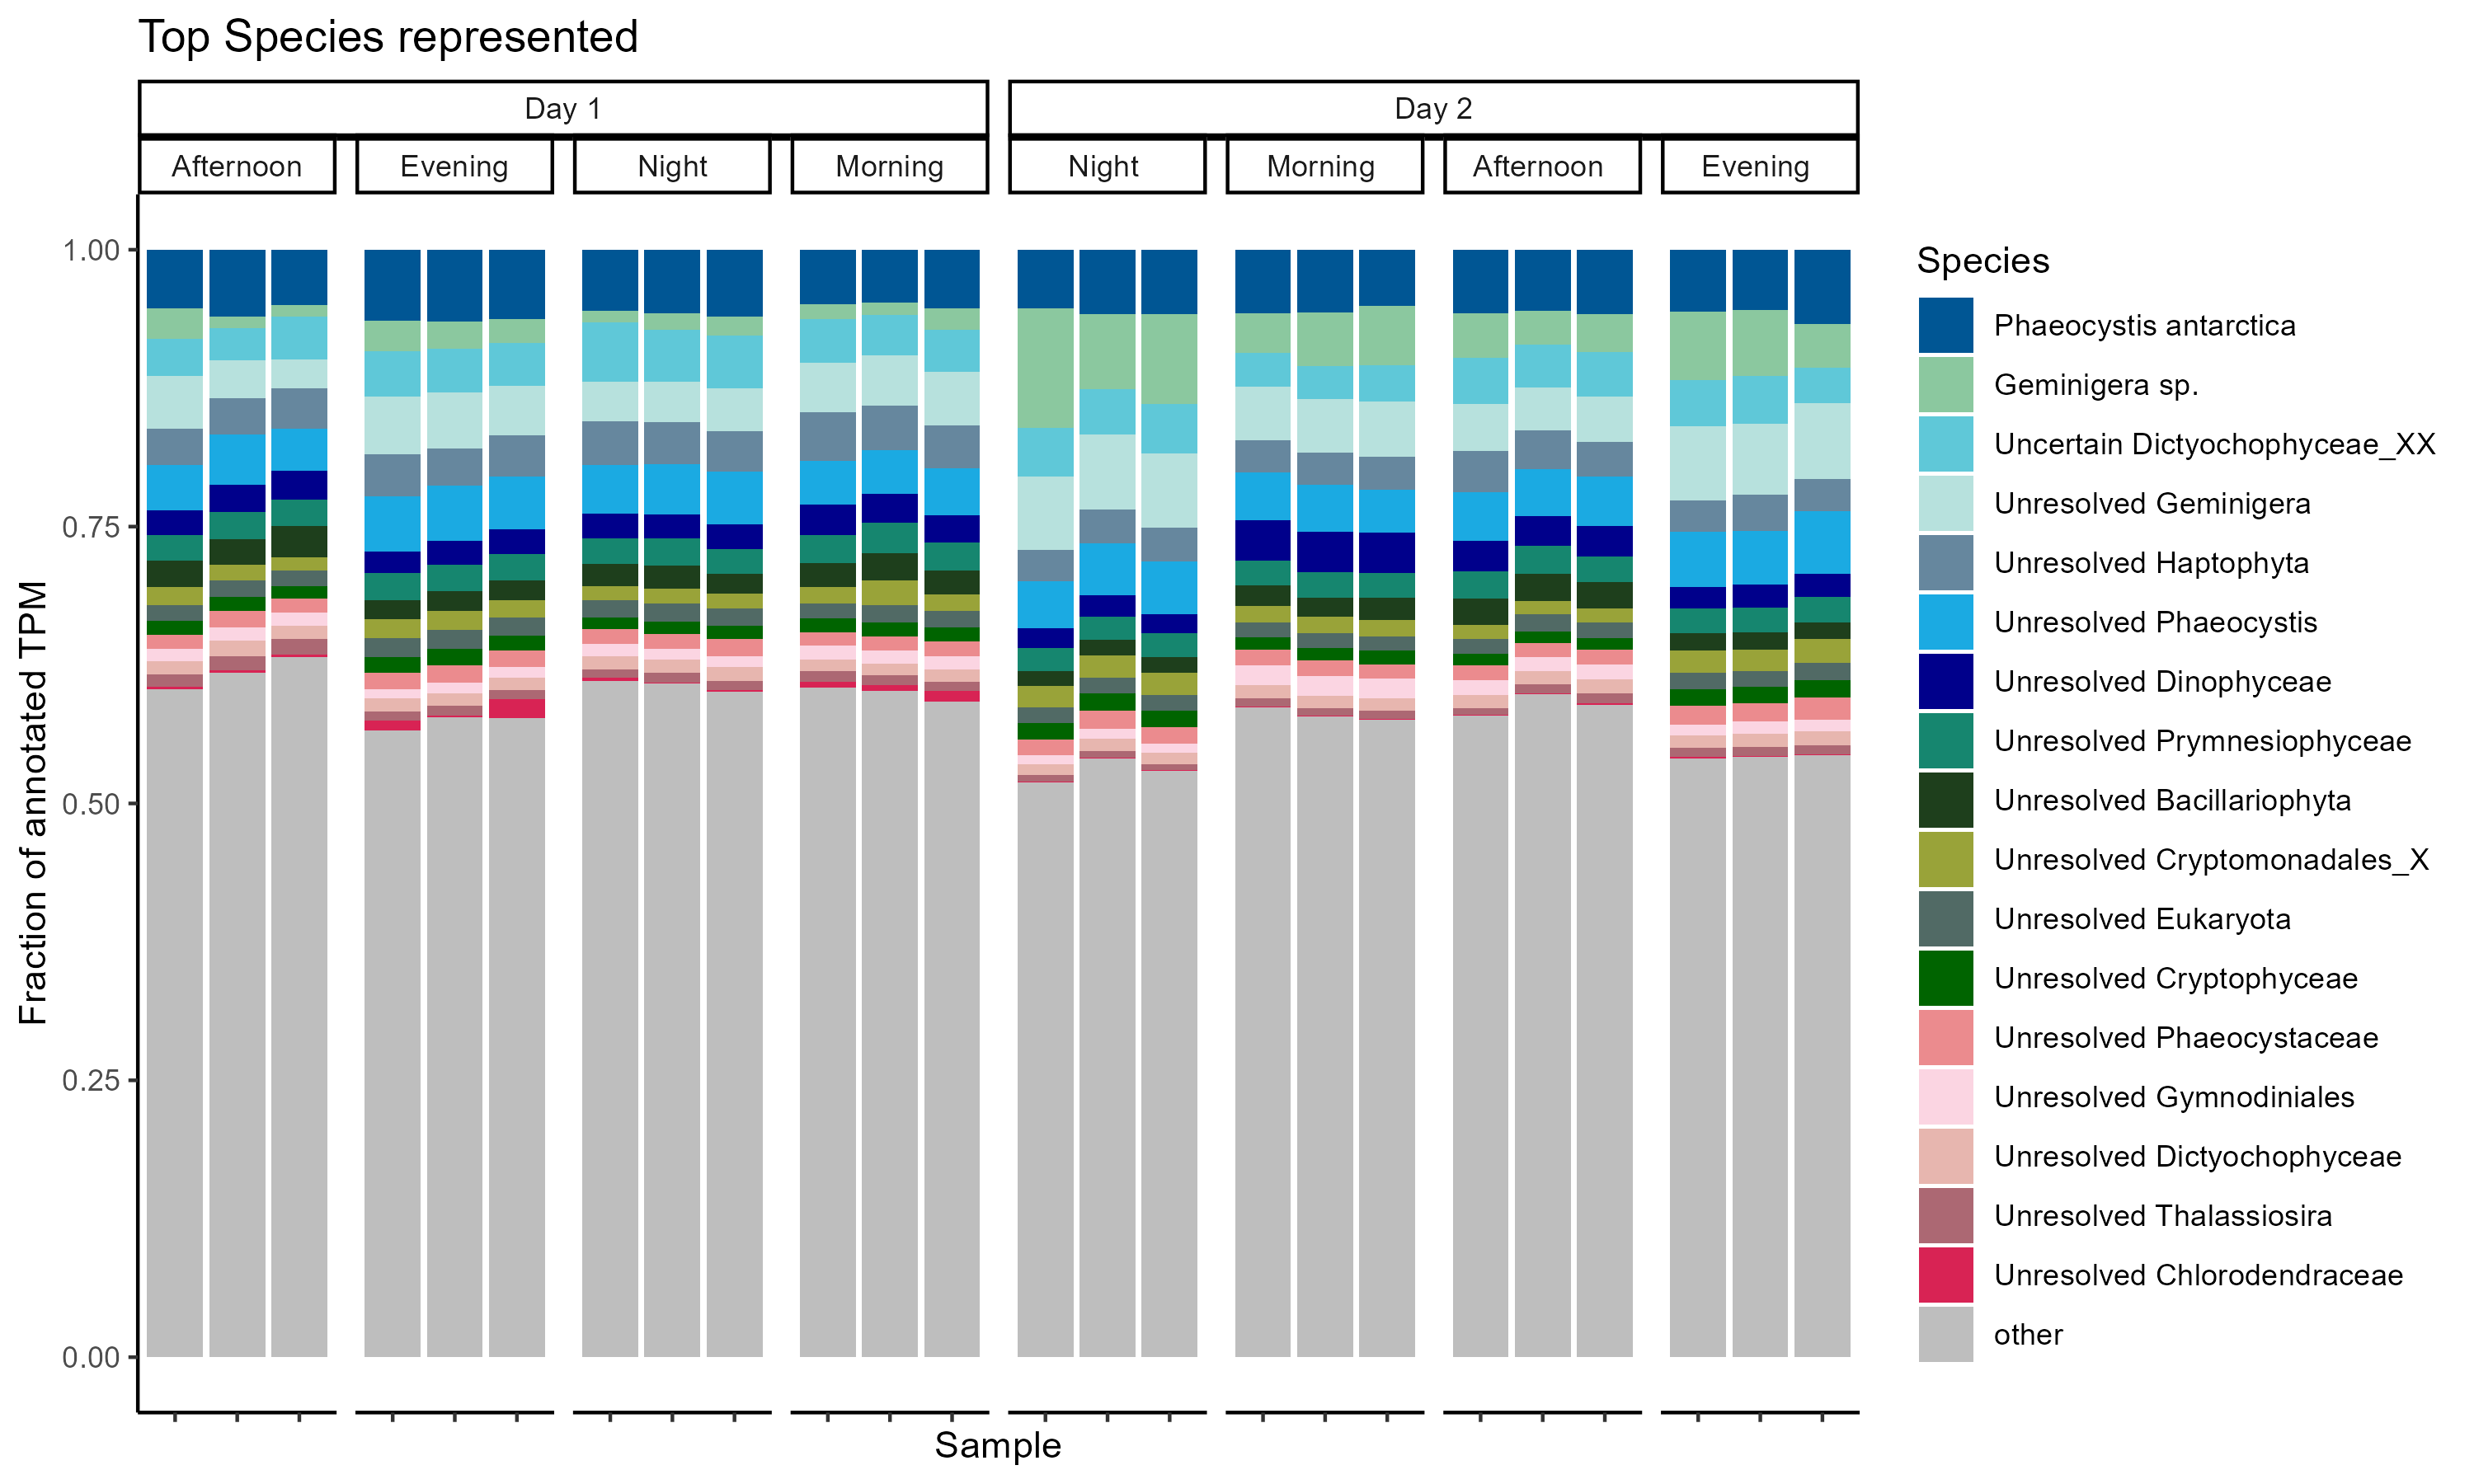 Top Species represented
Day 1
Day 2
Afternoon
Evening
Night
Morning
Night
Morning
Afternoon
Evening
1.00
0.75
0.50
0.25
0.00
Fraction of annotated TPM
Sample
Species
Phaeocystis antarctica
Geminigera sp.
Uncertain Dictyochophyceae_XX
Unresolved Geminigera
Unresolved Haptophyta
Unresolved Phaeocystis
Unresolved Dinophyceae
Unresolved Prymnesiophyceae
Unresolved Bacillariophyta
Unresolved Cryptomonadales_X
Unresolved Eukaryota
Unresolved Cryptophyceae
Unresolved Phaeocystaceae
Unresolved Gymnodiniales
Unresolved Dictyochophyceae
Unresolved Thalassiosira
Unresolved Chlorodendraceae
other